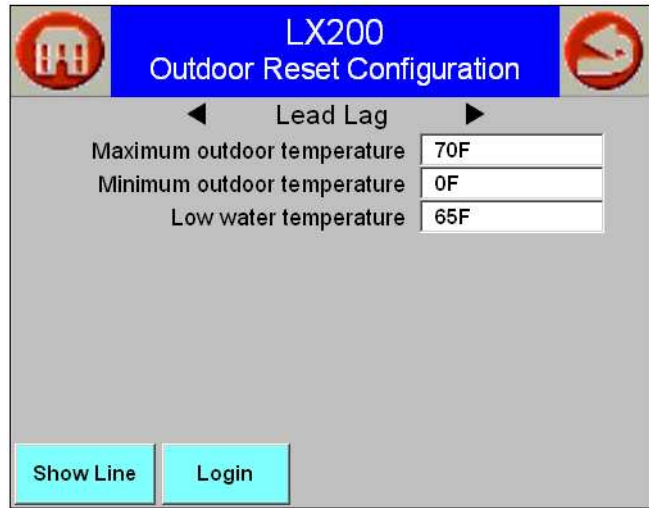 LX200
Outdoor Reset Configuration
Lead Lag
Maximum outdoor temperature 70F
Minimum outdoor temperature 0F
Low water temperature 65F
Show Line Login